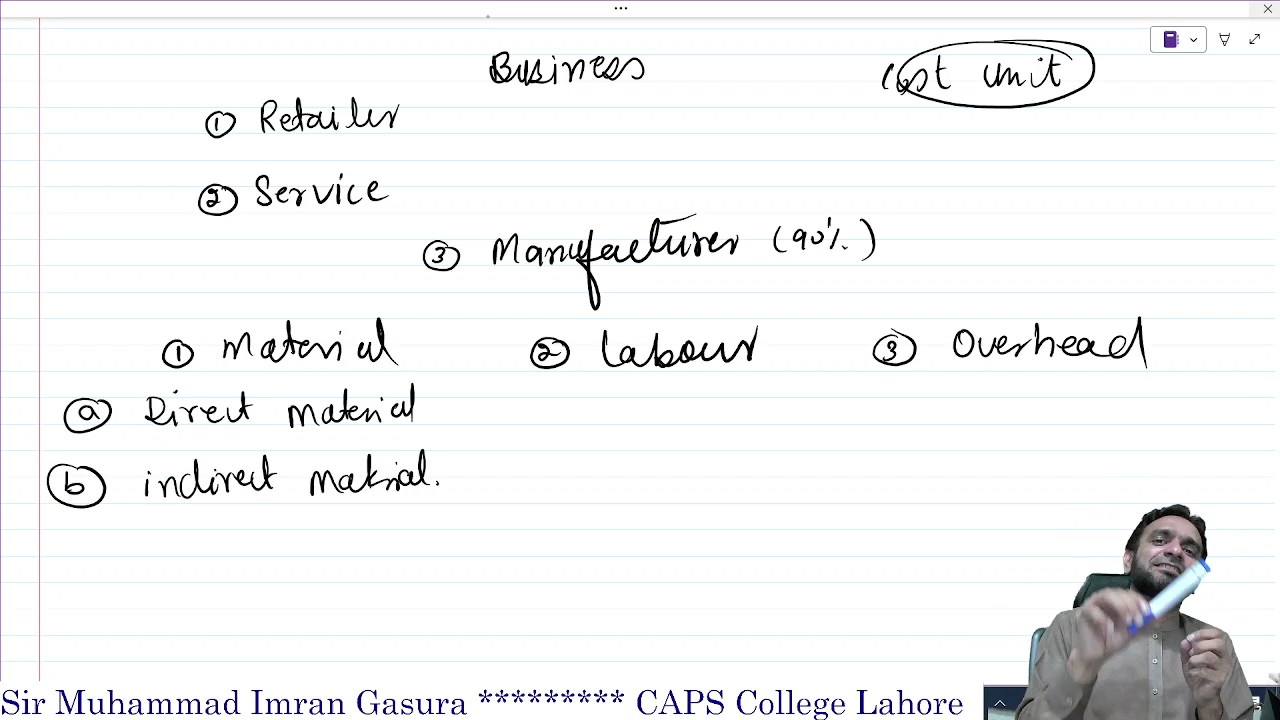 Business
Cost unit
① Retailer
② Service
③ Manufacturer (90%)
① Material ② Labour ③ Overhead
ⓐ Direct material
ⓑ indirect material.
Sir Muhammad Imran Gasura ********* CAPS College Lahore